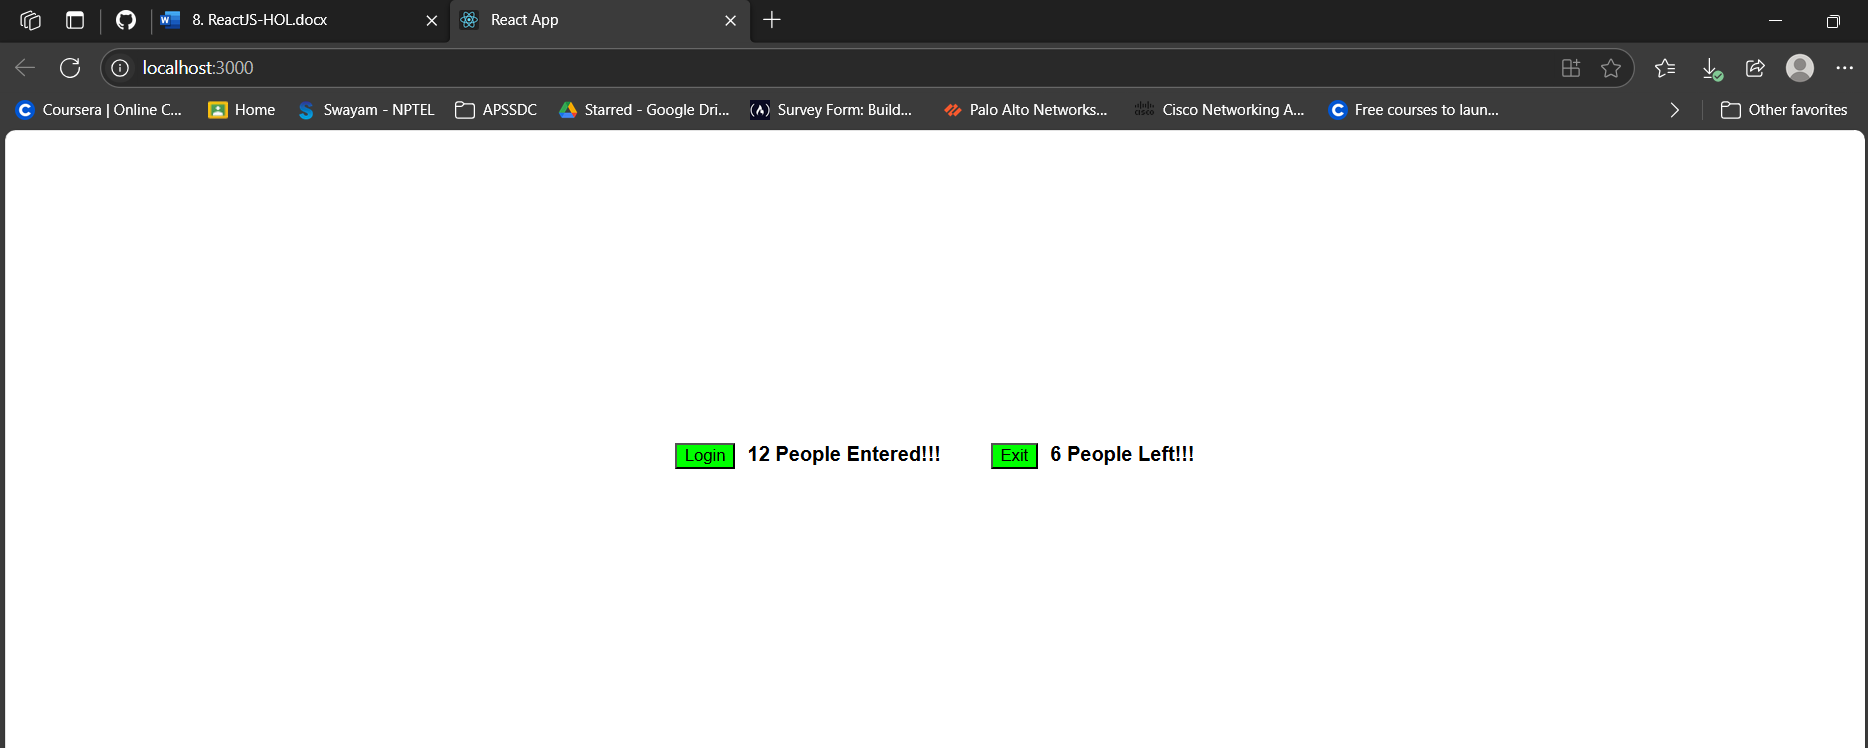 8. ReactJS-HOL.docx React App
localhost:3000
Coursera | Online C... Home Swayam - NPTEL APSSDC Starred - Google Dri... Survey Form: Build... Palo Alto Networks... cisco Cisco Networking A... Free courses to laun... Other favorites
Login 12 People Entered!!! Exit 6 People Left!!!